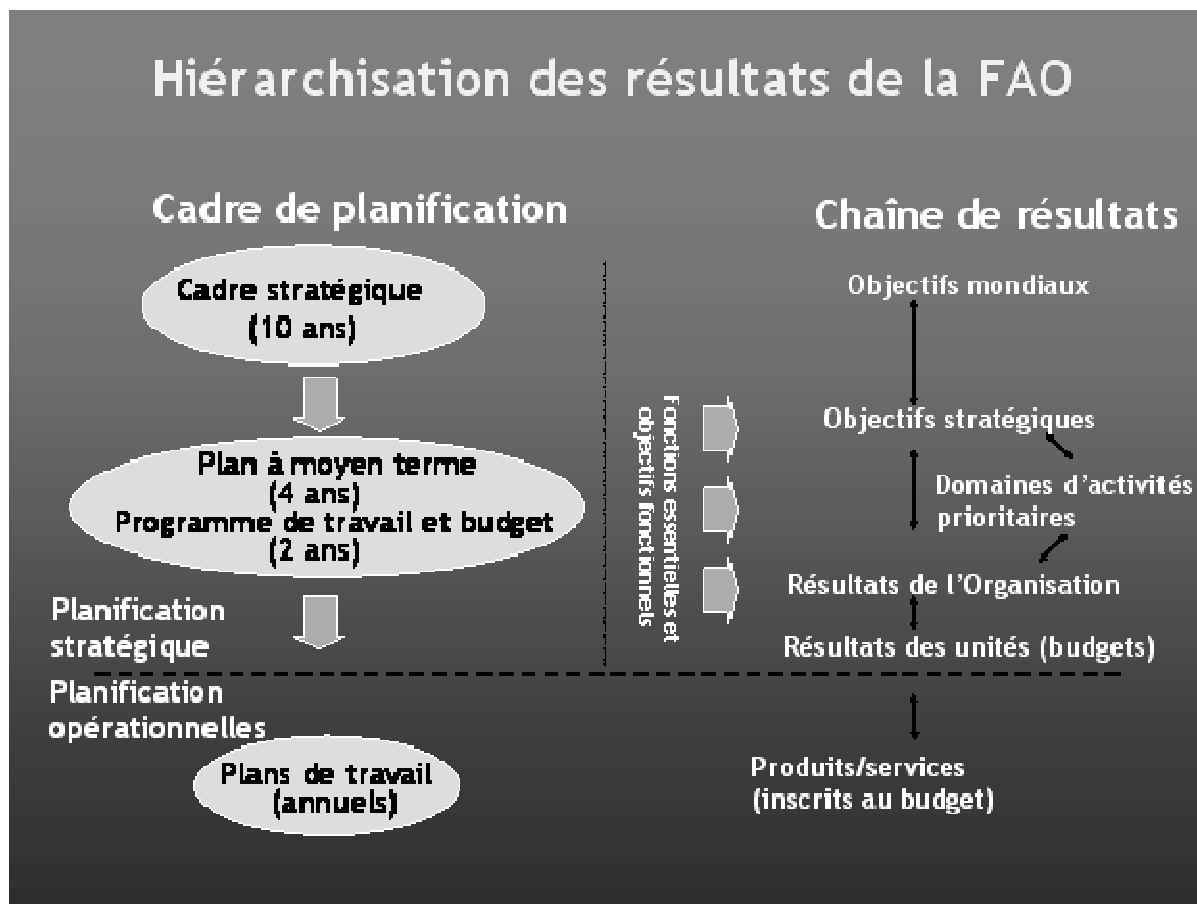 Hiérarchisation des résultats de la FAO
Cadre de planification
Cadre stratégique
(10 ans)
Plan à moyen terme
(4 ans)
Programme de travail et budget
(2 ans)
Planification
stratégique
Planification
opérationnelles
Plans de travail
(annuels)
Fonctions essentielles et
objectifs fonctionnels
Chaîne de résultats
Objectifs mondiaux
Objectifs stratégiques
Domaines d'activités
prioritaires
Résultats de l'Organisation
Résultats des unités (budgets)
Produits/services
(inscrits au budget)